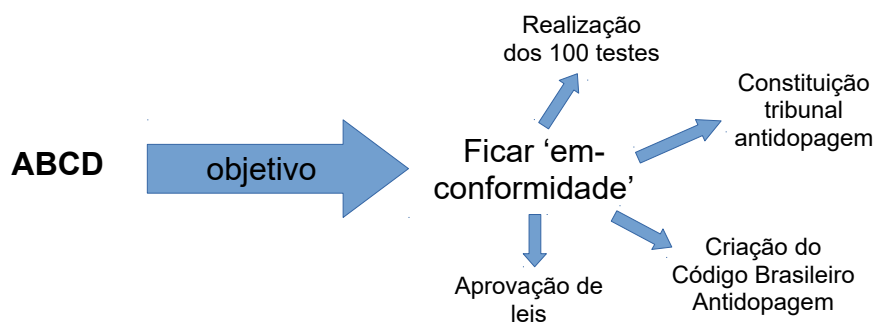 Realização
dos 100 testes
Constituição
tribunal
antidopagem
ABCD
objetivo
Ficar ‘em-
conformidade’
Criação do
Código Brasileiro
Antidopagem
Aprovação de
leis